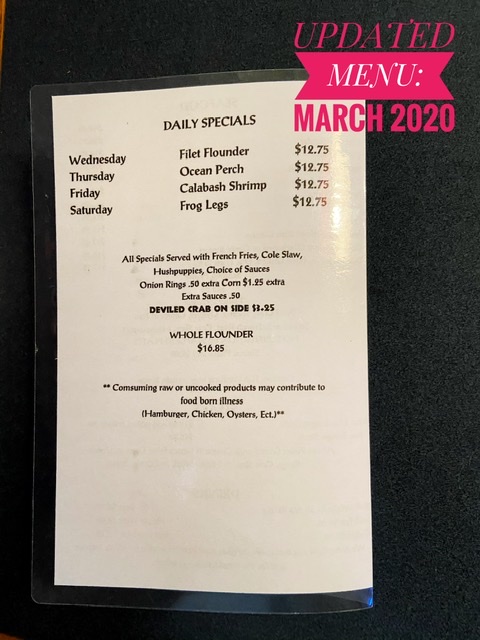 UPDATED
MENU:
MARCH 2020
DAILY SPECIALS
Wednesday Filet Flounder $12.75
Thursday Ocean Perch $12.75
Friday Calabash Shrimp $12.75
Saturday Frog Legs $12.75
All Specials Served with French Fries, Cole Slaw,
Hushpuppies, Choice of Sauces
Onion Rings .50 extra Corn $1.25 extra
Extra Sauces .50
DEVILED CRAB ON SIDE $3.25
WHOLE FLOUNDER
$16.85
** Comsuming raw or uncooked products may contribute to
food born illness
(Hamburger, Chicken, Oysters, Ect.)**